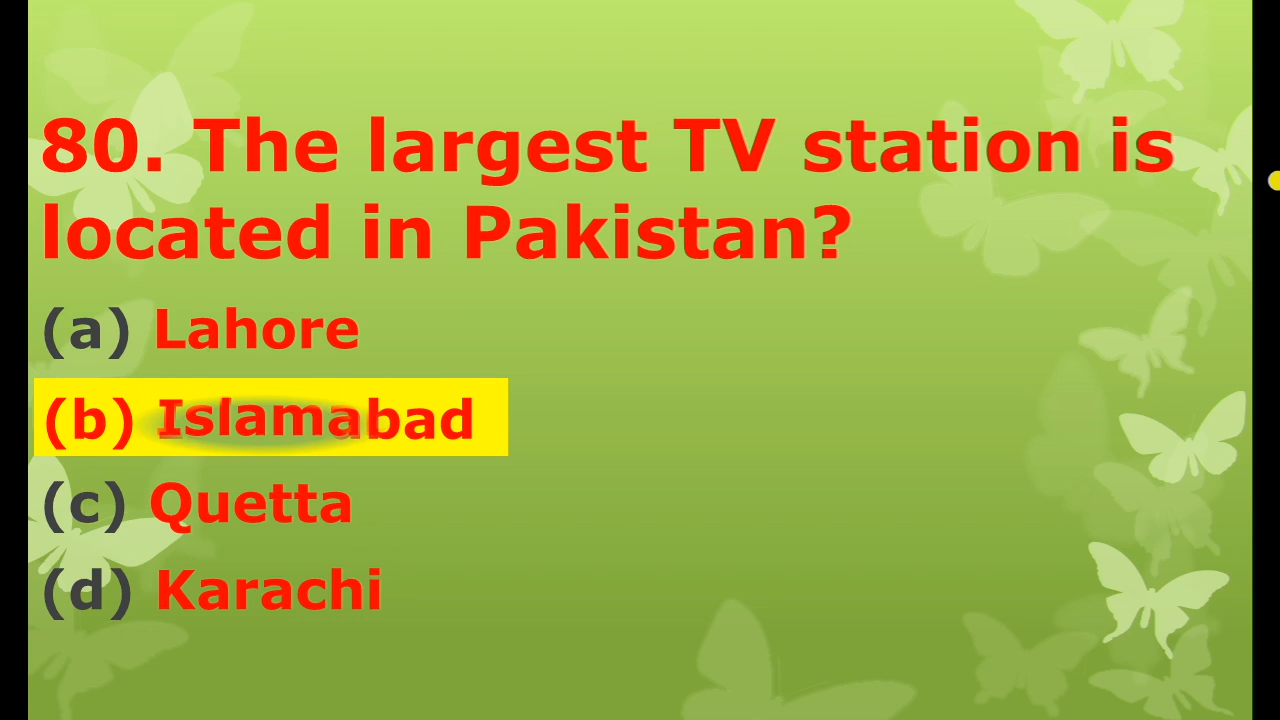 80. The largest TV station is
located in Pakistan?
(a) Lahore
(b) Islamabad
(c) Quetta
(d) Karachi